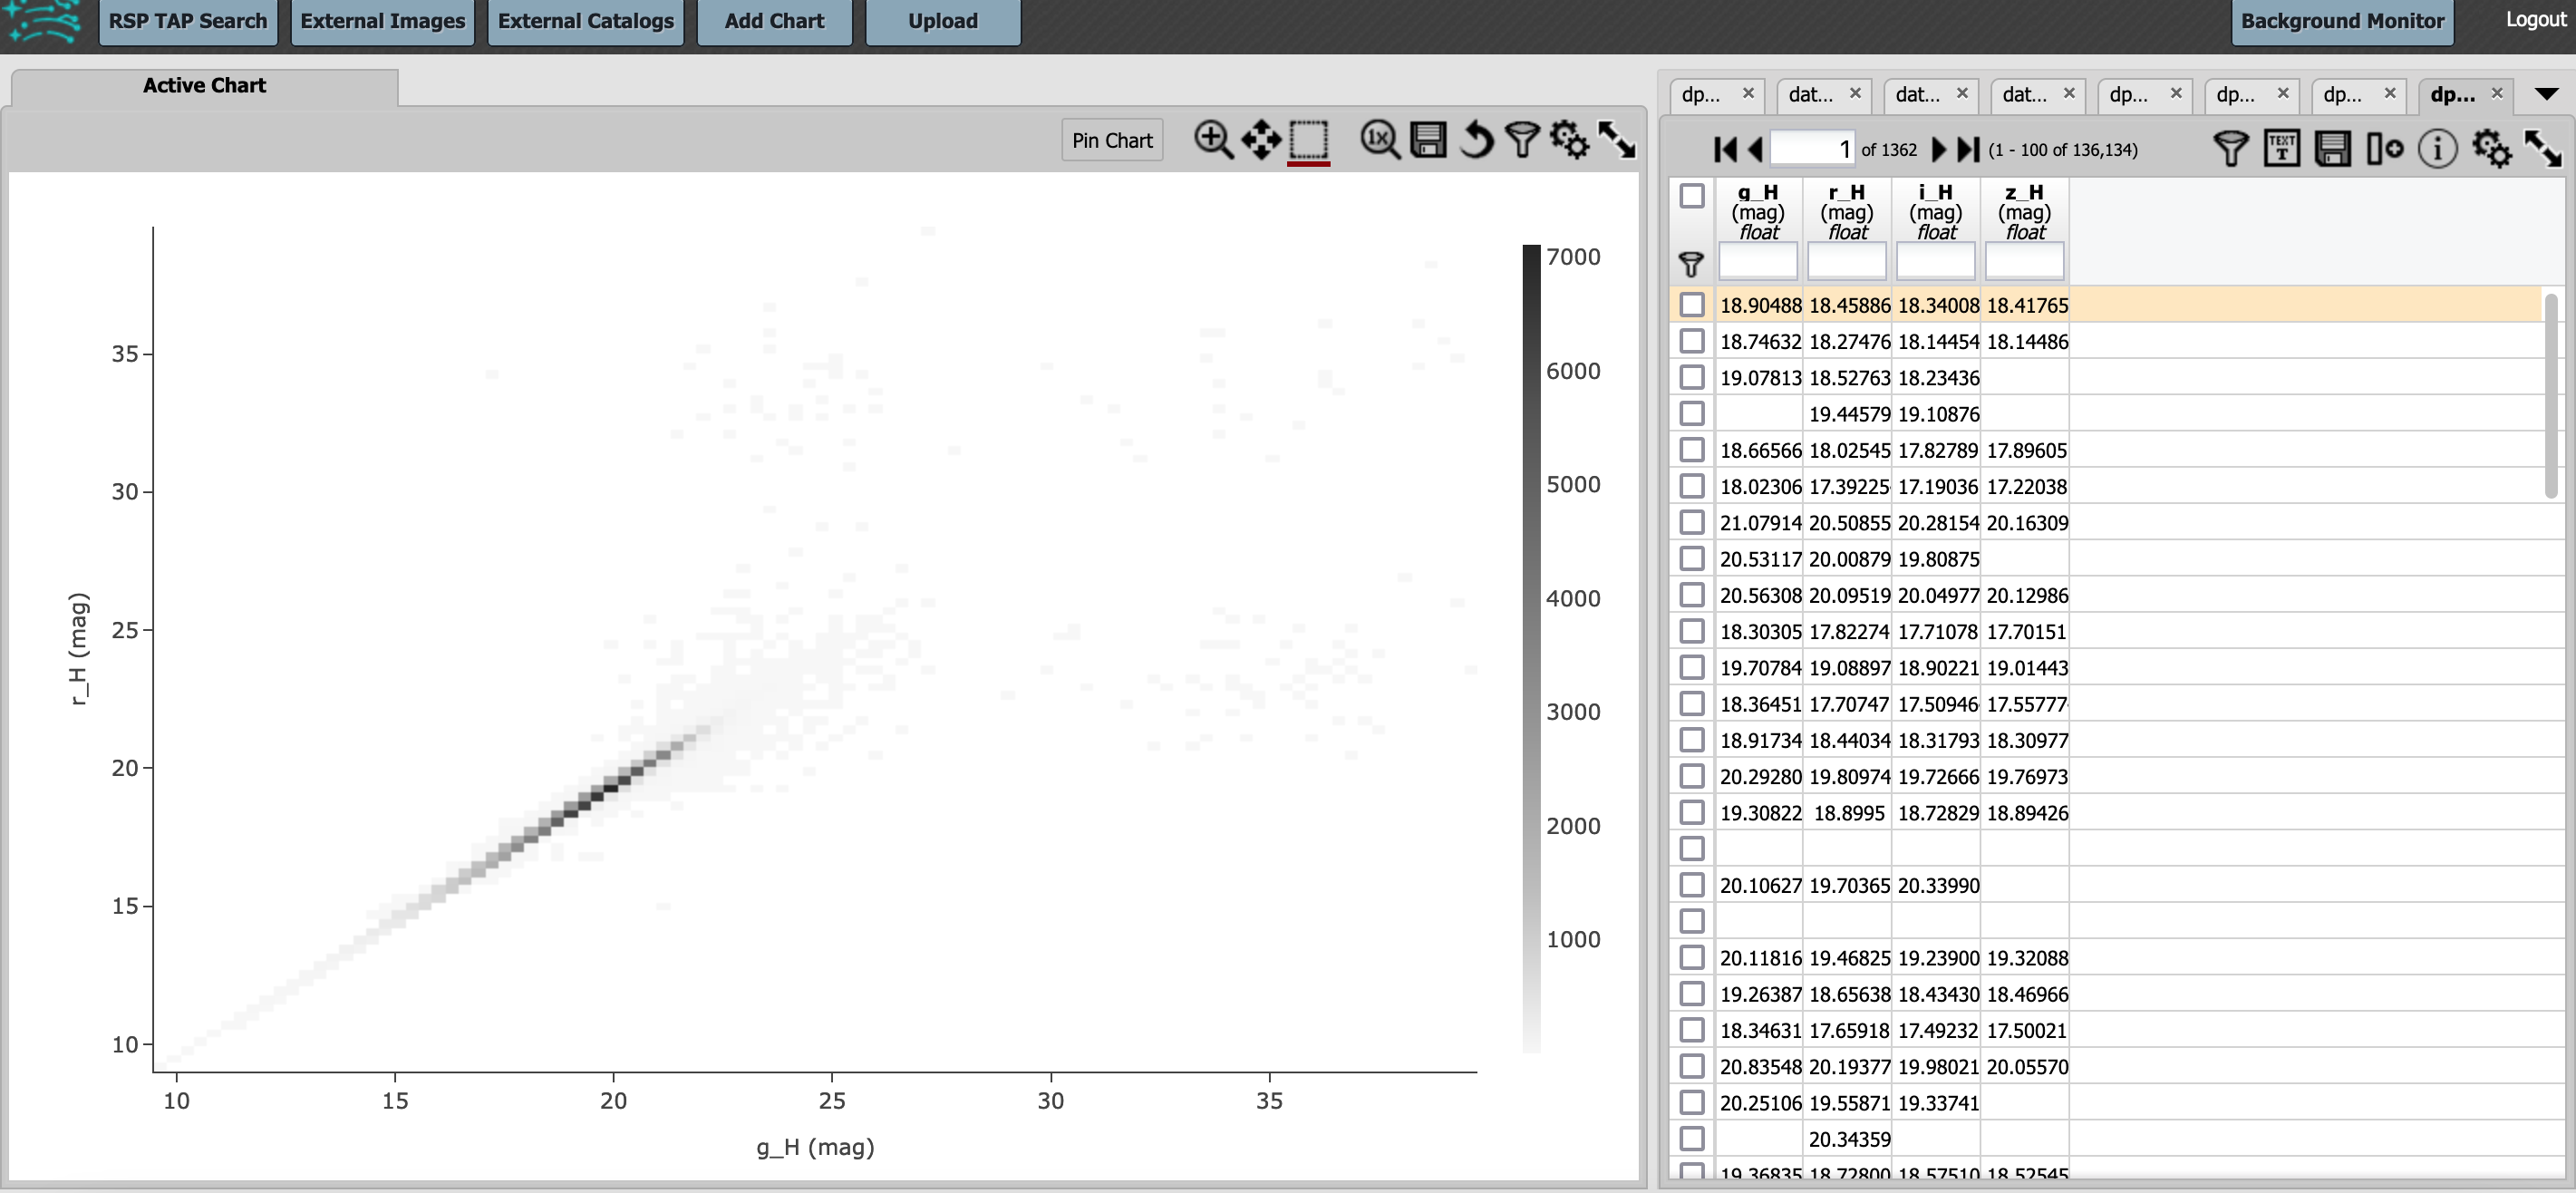 RSP TAP Search External Images External Catalogs Add Chart Upload Background Monitor Logout
Active Chart
dp... × dat... × dat... × dat... × dp... × dp... × dp... × dp... ×
Pin Chart
1x
1 of 1362 (1 - 100 of 136,134)
TEXT T
i
35
30
25
20
15
10
r_H (mag)
10 15 20 25 30 35
g_H (mag)
7000
6000
5000
4000
3000
2000
1000
g_H r_H i_H z_H
(mag) (mag) (mag) (mag)
float float float float
18.90488 18.45886 18.34008 18.41765
18.74632 18.27476 18.14454 18.14486
19.07813 18.52763 18.23436
19.44579 19.10876
18.66566 18.02545 17.82789 17.89605
18.02306 17.39225 17.19036 17.22038
21.07914 20.50855 20.28154 20.16309
20.53117 20.00879 19.80875
20.56308 20.09519 20.04977 20.12986
18.30305 17.82274 17.71078 17.70151
19.70784 19.08897 18.90221 19.01443
18.36451 17.70747 17.50946 17.55777
18.91734 18.44034 18.31793 18.30977
20.29280 19.80974 19.72666 19.76973
19.30822 18.8995 18.72829 18.89426
20.10627 19.70365 20.33990
20.11816 19.46825 19.23900 19.32088
19.26387 18.65638 18.43430 18.46966
18.34631 17.65918 17.49232 17.50021
20.83548 20.19377 19.98021 20.05570
20.25106 19.55871 19.33741
20.34359
19.36835 18.72800 18.57510 18.52545